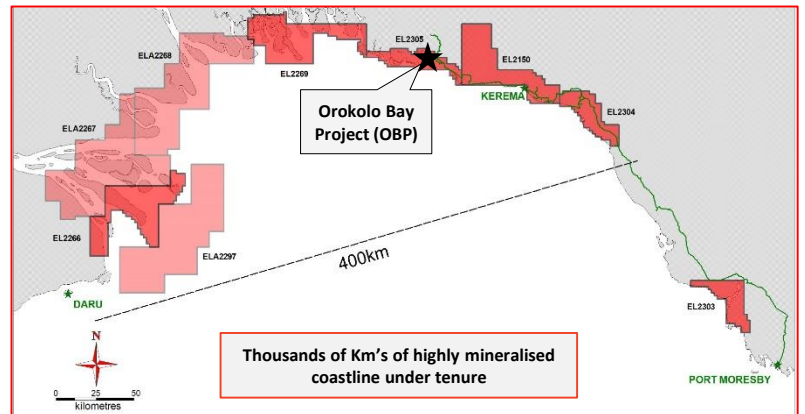 ELA2268
EL2305
EL2269
EL2150
Orokolo Bay
Project (OBP)
KEREMA
EL2304
ELA2267
EL2266
ELA2297
400km
DARU
EL2303
N
Thousands of Km's of highly mineralised
coastline under tenure
PORT MORESBY
0 25 50
kilometres